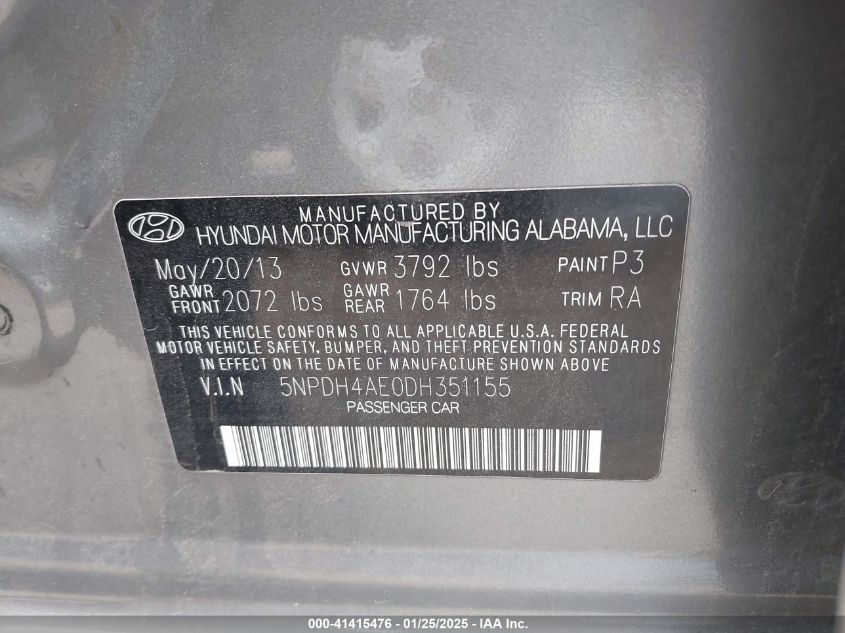 MANUFACTURED BY
HYUNDAI MOTOR MANUFACTURING ALABAMA, LLC
May/20/13 GVWR 3792 lbs PAINT P3
GAWR FRONT 2072 lbs GAWR REAR 1764 lbs TRIM RA
THIS VEHICLE CONFORMS TO ALL APPLICABLE U.S.A. FEDERAL
MOTOR VEHICLE SAFETY, BUMPER, AND THEFT PREVENTION STANDARDS
IN EFFECT ON THE DATE OF MANUFACTURE SHOWN ABOVE
V.I.N 5NPDH4AE0DH351155
PASSENGER CAR
000-41415476 - 01/25/2025 - IAA Inc.